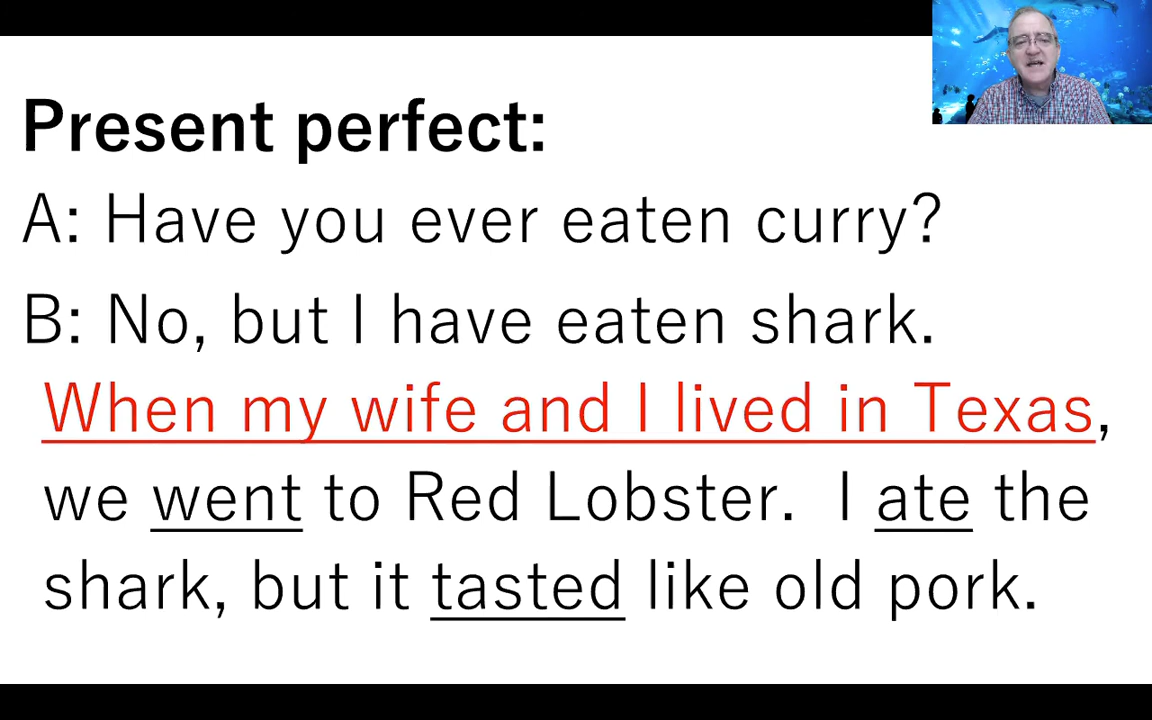 Present perfect:
A: Have you ever eaten curry?
B: No, but I have eaten shark.
When my wife and I lived in Texas,
we went to Red Lobster. I ate the
shark, but it tasted like old pork.